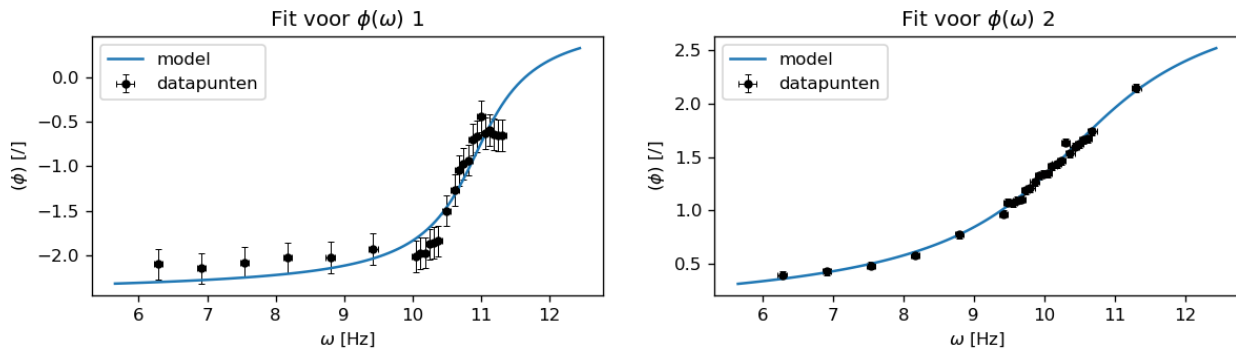 Fit voor ϕ(ω) 1
model
datapunten
0.0
−0.5
−1.0
−1.5
−2.0
(ϕ) [/]
6 7 8 9 10 11 12
ω [Hz]
Fit voor ϕ(ω) 2
model
datapunten
2.5
2.0
1.5
1.0
0.5
(ϕ) [/]
6 7 8 9 10 11 12
ω [Hz]